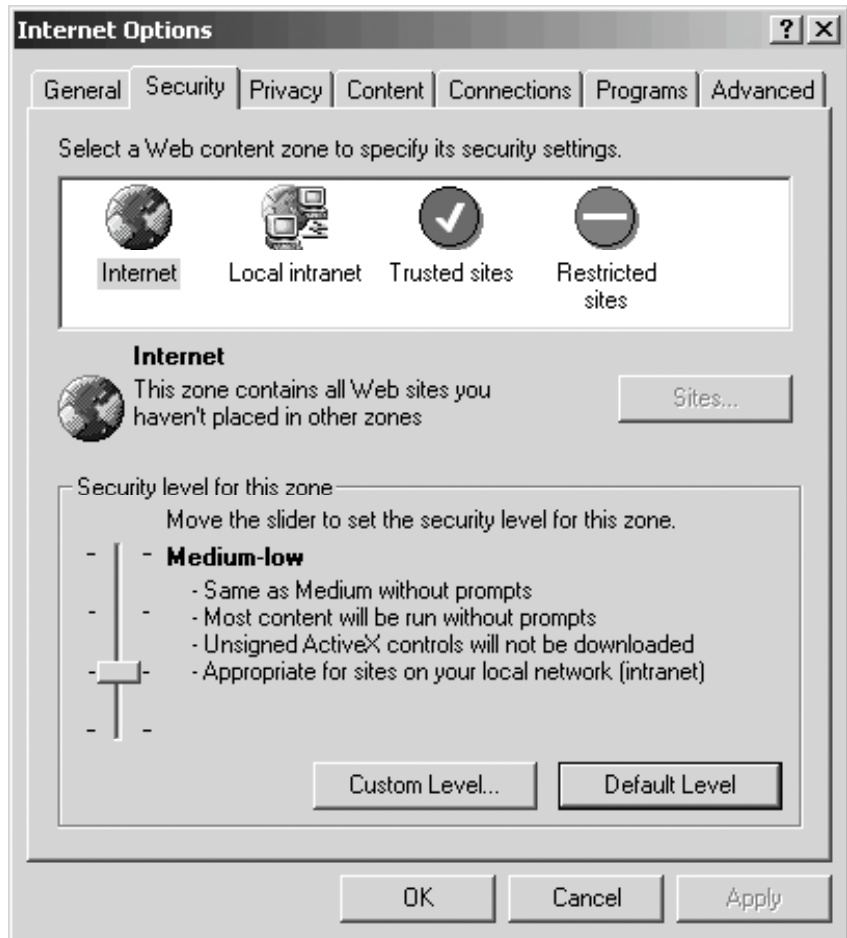 Internet Options
General Security Privacy Content Connections Programs Advanced
Select a Web content zone to specify its security settings.
Internet Local intranet Trusted sites Restricted
sites
Internet
This zone contains all Web sites you
haven't placed in other zones
Sites...
Security level for this zone
Move the slider to set the security level for this zone.
Medium-low
- Same as Medium without prompts
- Most content will be run without prompts
- Unsigned ActiveX controls will not be downloaded
- Appropriate for sites on your local network (intranet)
Custom Level... Default Level
OK Cancel Apply